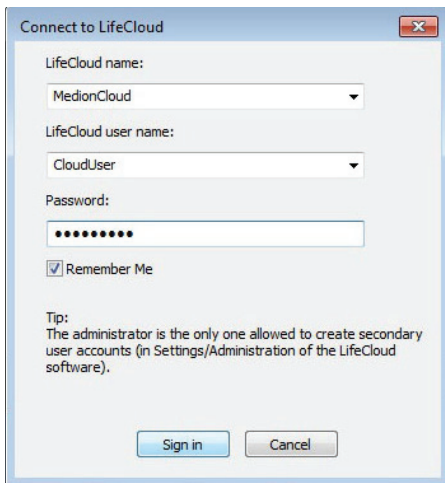 Connect to LifeCloud
LifeCloud name:
MedionCloud
LifeCloud user name:
CloudUser
Password:
•••••••••
Remember Me
Tip:
The administrator is the only one allowed to create secondary
user accounts (in Settings/Administration of the LifeCloud
software).
Sign in Cancel